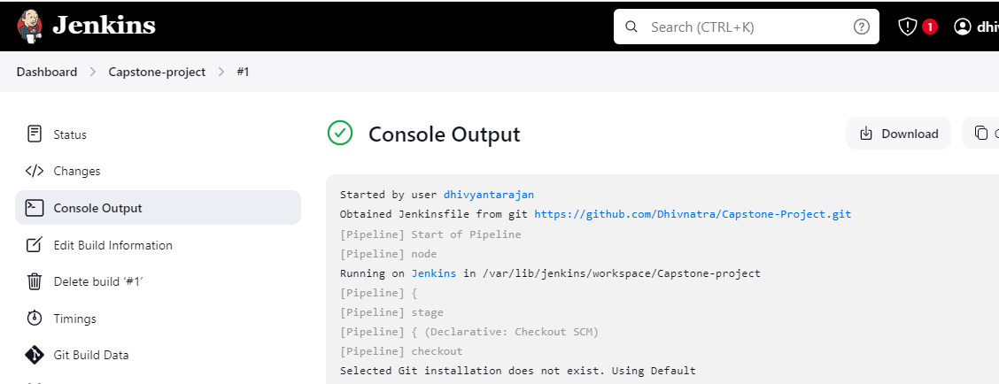 Jenkins
Search (CTRL+K)
?
1
dhiv
Dashboard > Capstone-project > #1
Status
Changes
Console Output
Edit Build Information
Delete build ‘#1’
Timings
Git Build Data
Console Output
Download
Started by user dhivyantarajan
Obtained Jenkinsfile from git https://github.com/Dhivnatra/Capstone-Project.git
[Pipeline] Start of Pipeline
[Pipeline] node
Running on Jenkins in /var/lib/jenkins/workspace/Capstone-project
[Pipeline] {
[Pipeline] stage
[Pipeline] { (Declarative: Checkout SCM)
[Pipeline] checkout
Selected Git installation does not exist. Using Default